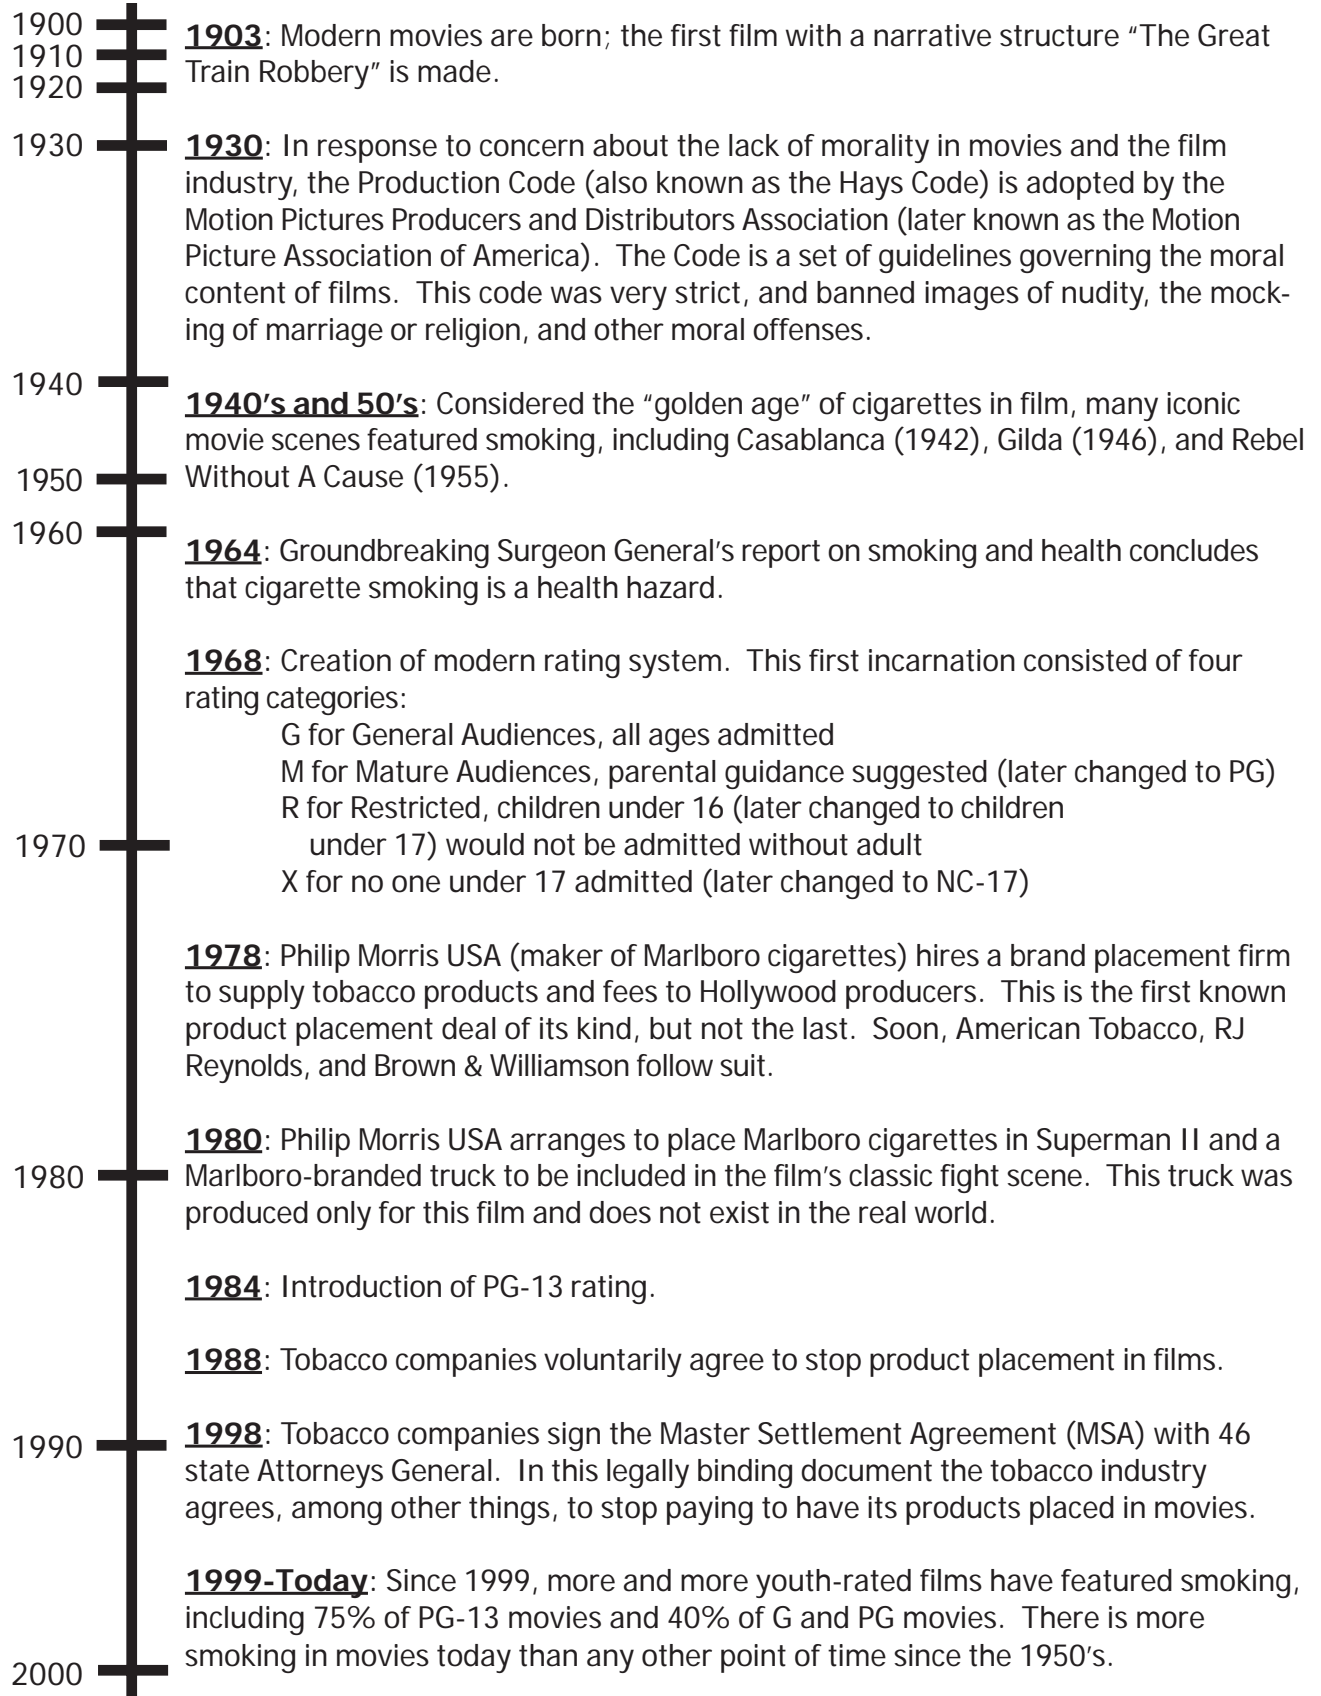 1900
1910
1920
1903: Modern movies are born; the first film with a narrative structure “The Great
Train Robbery” is made.
1930
1930: In response to concern about the lack of morality in movies and the film
industry, the Production Code (also known as the Hays Code) is adopted by the
Motion Pictures Producers and Distributors Association (later known as the Motion
Picture Association of America). The Code is a set of guidelines governing the moral
content of films. This code was very strict, and banned images of nudity, the mock-
ing of marriage or religion, and other moral offenses.
1940
1940’s and 50’s: Considered the “golden age” of cigarettes in film, many iconic
movie scenes featured smoking, including Casablanca (1942), Gilda (1946), and Rebel
Without A Cause (1955).
1950
1960
1964: Groundbreaking Surgeon General’s report on smoking and health concludes
that cigarette smoking is a health hazard.
1968: Creation of modern rating system. This first incarnation consisted of four
rating categories:
G for General Audiences, all ages admitted
M for Mature Audiences, parental guidance suggested (later changed to PG)
R for Restricted, children under 16 (later changed to children
under 17) would not be admitted without adult
X for no one under 17 admitted (later changed to NC-17)
1970
1978: Philip Morris USA (maker of Marlboro cigarettes) hires a brand placement firm
to supply tobacco products and fees to Hollywood producers. This is the first known
product placement deal of its kind, but not the last. Soon, American Tobacco, RJ
Reynolds, and Brown & Williamson follow suit.
1980
1980: Philip Morris USA arranges to place Marlboro cigarettes in Superman II and a
Marlboro-branded truck to be included in the film’s classic fight scene. This truck was
produced only for this film and does not exist in the real world.
1984: Introduction of PG-13 rating.
1988: Tobacco companies voluntarily agree to stop product placement in films.
1990
1998: Tobacco companies sign the Master Settlement Agreement (MSA) with 46
state Attorneys General. In this legally binding document the tobacco industry
agrees, among other things, to stop paying to have its products placed in movies.
1999-Today: Since 1999, more and more youth-rated films have featured smoking,
including 75% of PG-13 movies and 40% of G and PG movies. There is more
smoking in movies today than any other point of time since the 1950’s.
2000